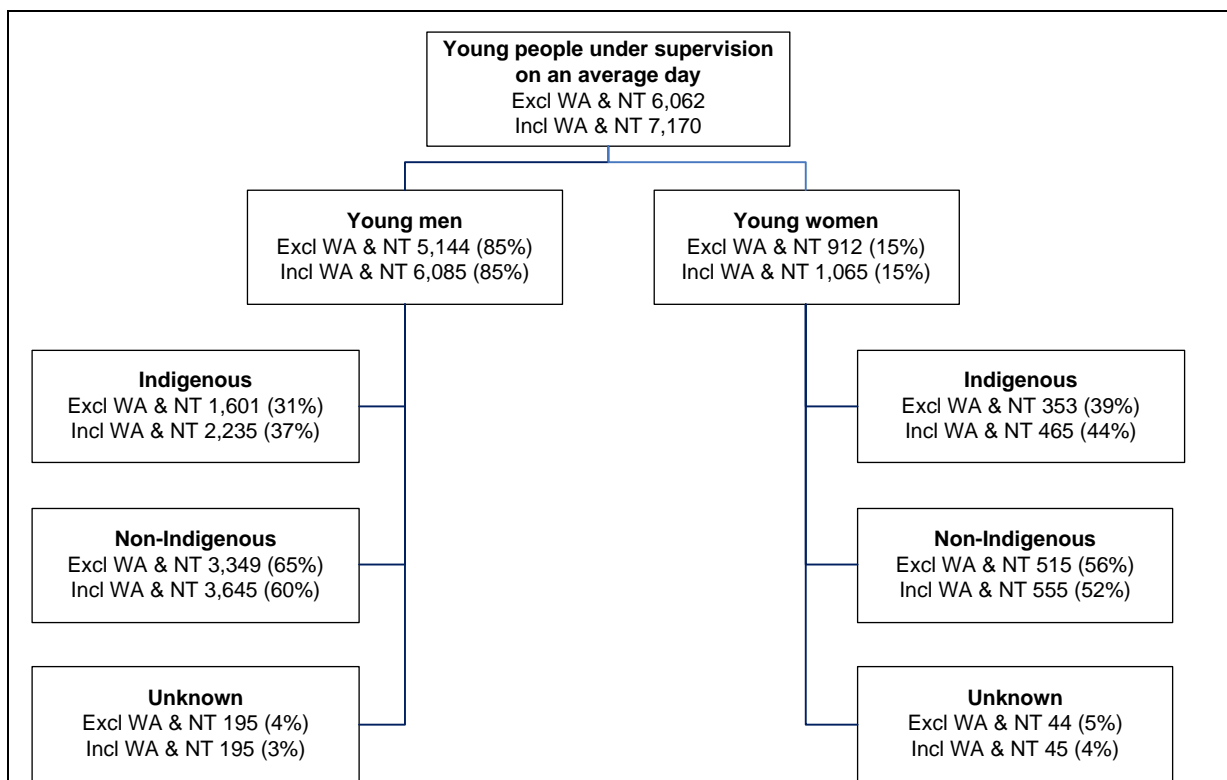 Young people under supervision
on an average day
Excl WA & NT 6,062
Incl WA & NT 7,170
Young men
Excl WA & NT 5,144 (85%)
Incl WA & NT 6,085 (85%)
Young women
Excl WA & NT 912 (15%)
Incl WA & NT 1,065 (15%)
Indigenous
Excl WA & NT 1,601 (31%)
Incl WA & NT 2,235 (37%)
Indigenous
Excl WA & NT 353 (39%)
Incl WA & NT 465 (44%)
Non-Indigenous
Excl WA & NT 3,349 (65%)
Incl WA & NT 3,645 (60%)
Non-Indigenous
Excl WA & NT 515 (56%)
Incl WA & NT 555 (52%)
Unknown
Excl WA & NT 195 (4%)
Incl WA & NT 195 (3%)
Unknown
Excl WA & NT 44 (5%)
Incl WA & NT 45 (4%)